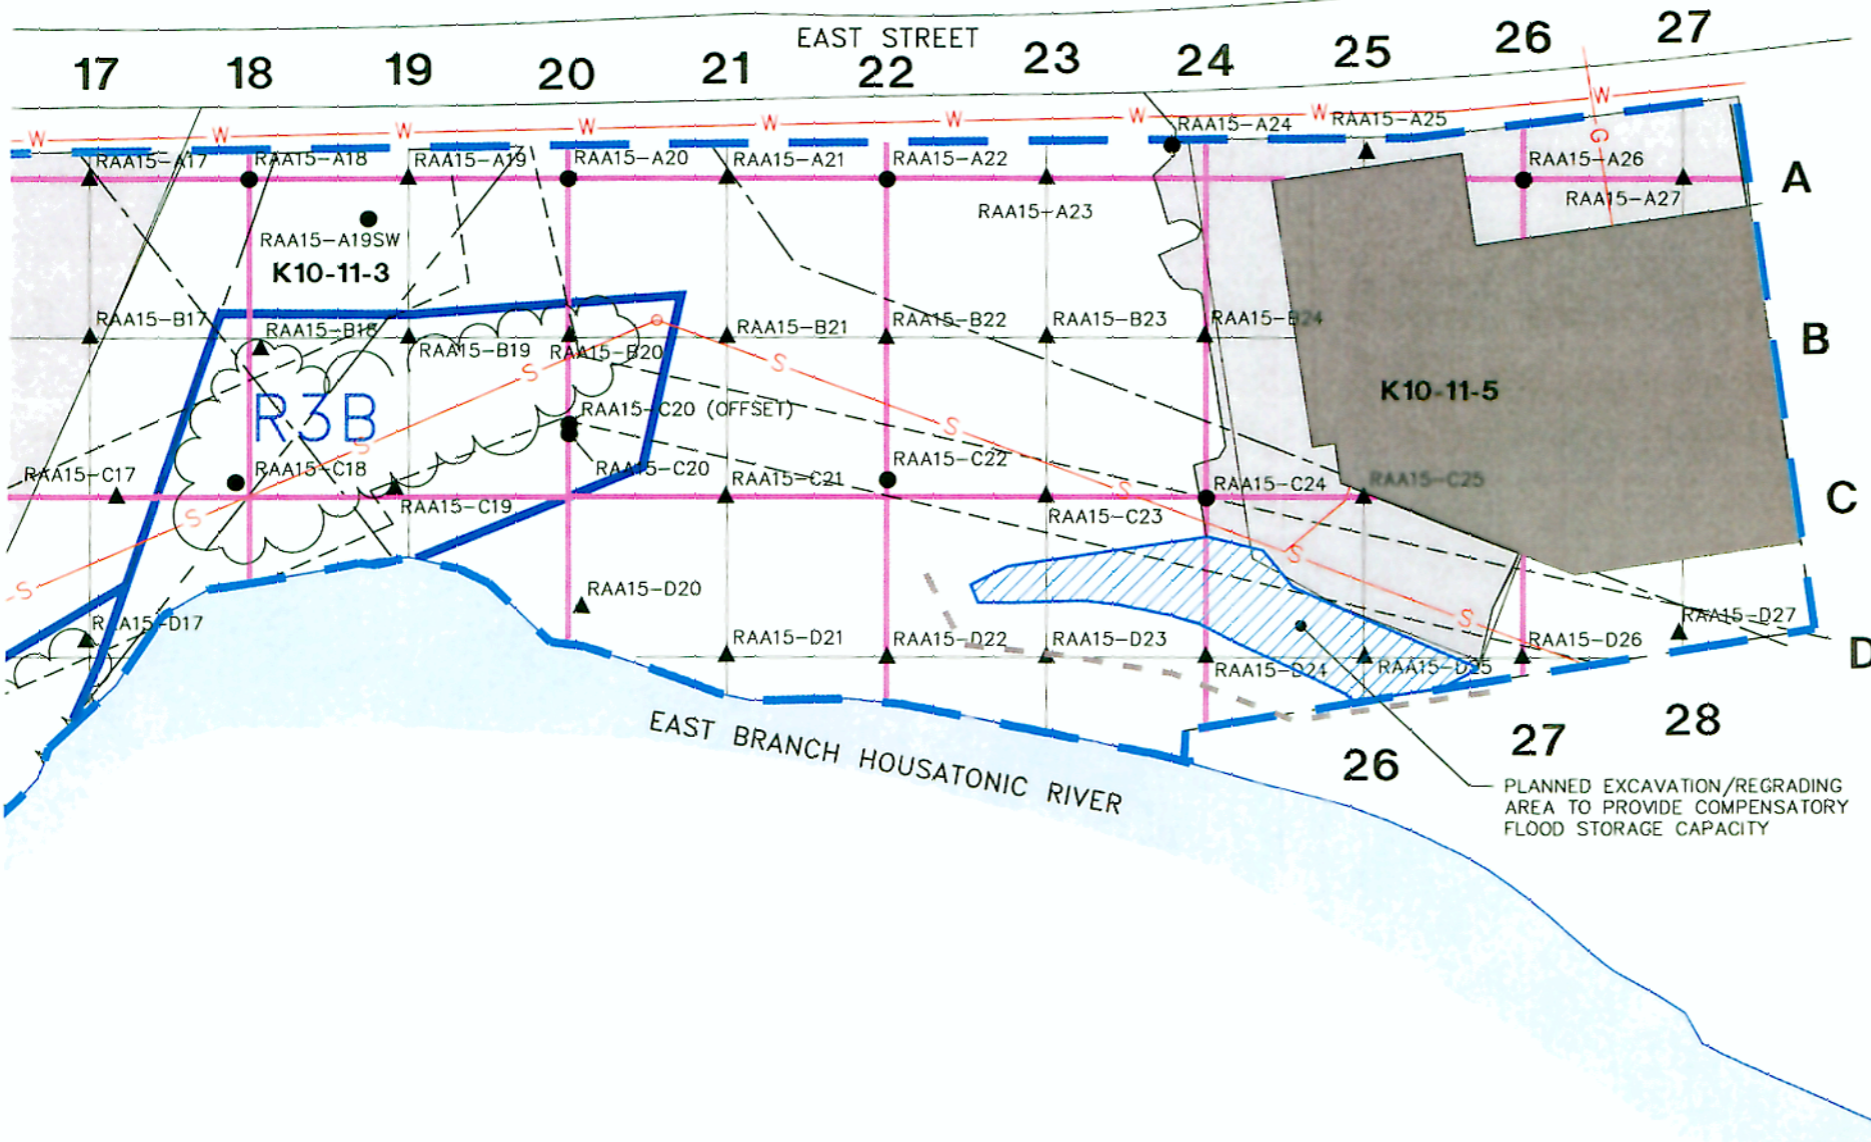 EAST STREET
17 18 19 20 21 22 23 24 25 26 27
W W W W W W W W W
G
RAA15-A17 RAA15-A18 RAA15-A19 RAA15-A20 RAA15-A21 RAA15-A22 RAA15-A24 RAA15-A25 RAA15-A26
RAA15-A23 RAA15-A27 A
RAA15-A19SW
K10-11-3
RAA15-B17 RAA15-B18 RAA15-B19 RAA15-B20 RAA15-B21 RAA15-B22 RAA15-B23 RAA15-B24 B
S S S
K10-11-5
R3B
RAA15-C20 (OFFSET)
S S
RAA15-C17 RAA15-C18 RAA15-C20 RAA15-C21 RAA15-C22 RAA15-C24 RAA15-C25 C
RAA15-C19 RAA15-C23
S S
S S
RAA15-D20
RAA15-D17 RAA15-D21 RAA15-D22 RAA15-D23 RAA15-D26 RAA15-D27
RAA15-D24 RAA15-D25 D
EAST BRANCH HOUSATONIC RIVER
26 27 28
PLANNED EXCAVATION/REGRADING
AREA TO PROVIDE COMPENSATORY
FLOOD STORAGE CAPACITY